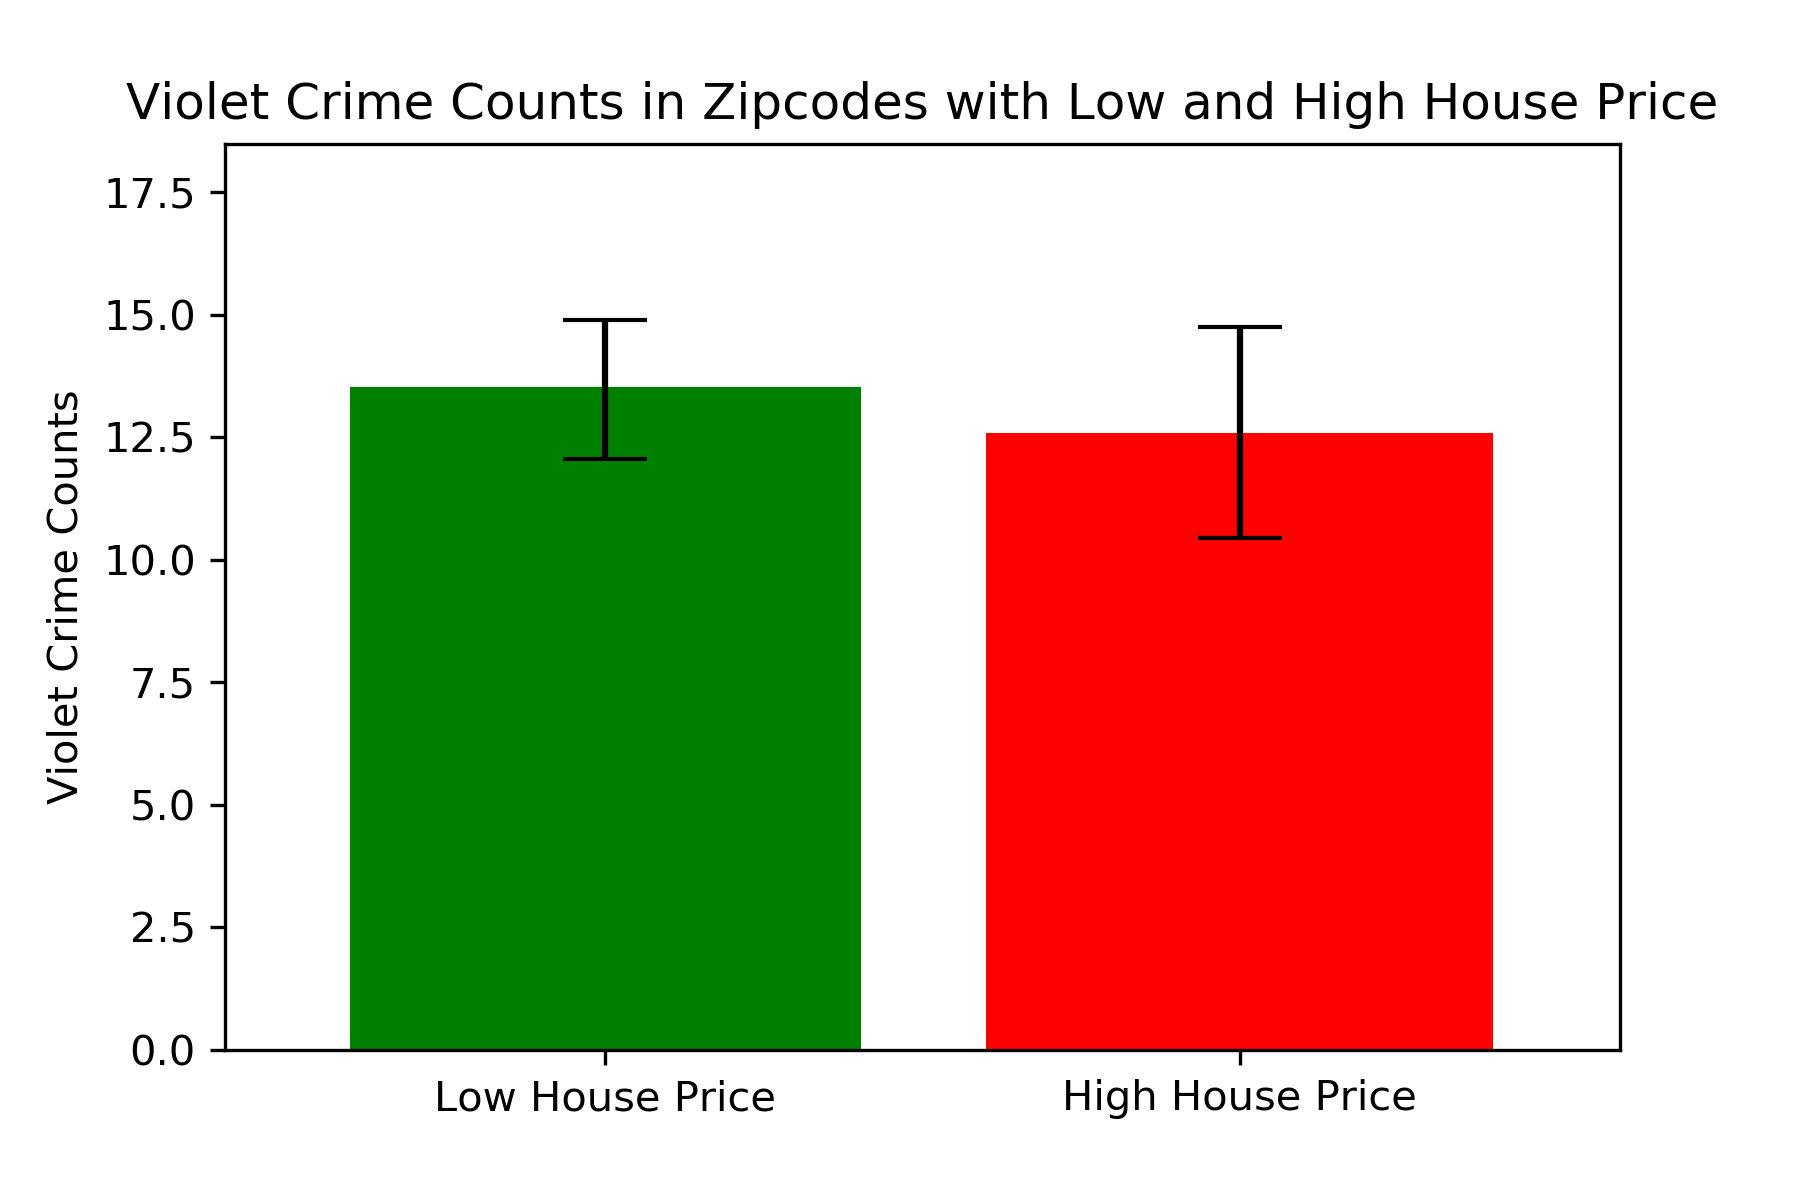 Violet Crime Counts in Zipcodes with Low and High House Price
Violet Crime Counts
17.5
15.0
12.5
10.0
7.5
5.0
2.5
0.0
Low House Price
High House Price